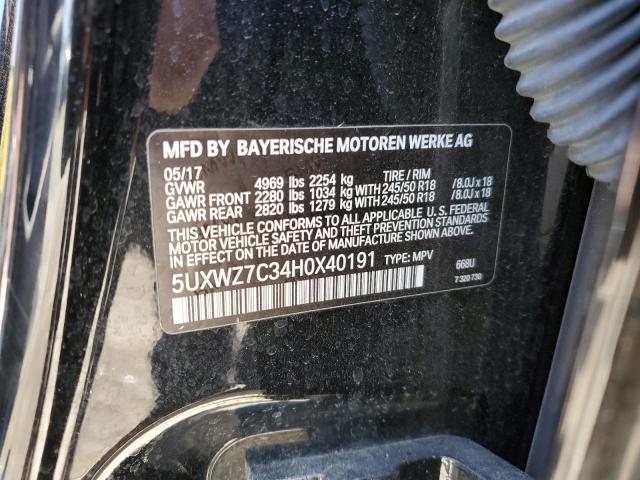 MFD BY BAYERISCHE MOTOREN WERKE AG
05/17 TIRE / RIM
GVWR 4969 lbs 2254 kg
GAWR FRONT 2280 lbs 1034 kg WITH 245/50 R18 / 8.0J x 18
GAWR REAR 2820 lbs 1279 kg WITH 245/50 R18 / 8.0J x 18
THIS VEHICLE CONFORMS TO ALL APPLICABLE U.S. FEDERAL
MOTOR VEHICLE SAFETY AND THEFT PREVENTION STANDARDS
IN EFFECT ON THE DATE OF MANUFACTURE SHOWN ABOVE.
5UXWZ7C34H0X40191 TYPE: MPV 668U
7 320 730